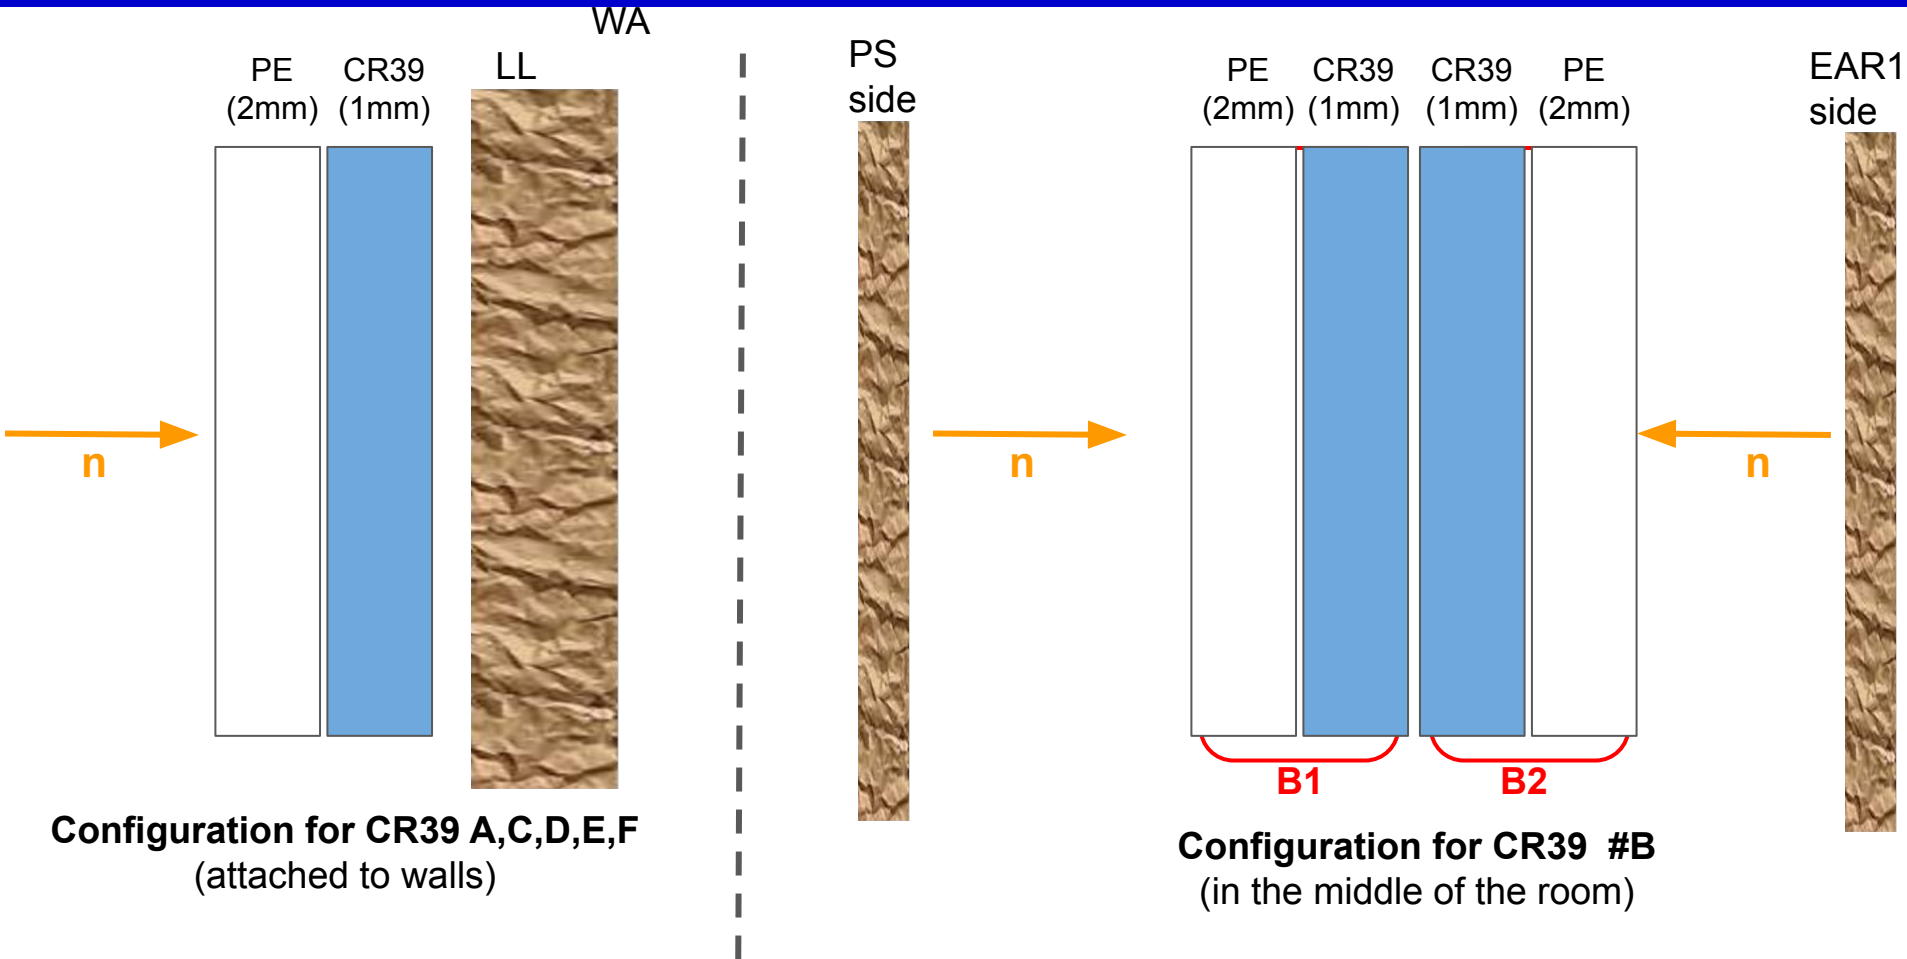 WA
LL
PE
(2mm)
CR39
(1mm)
n
Configuration for CR39 A,C,D,E,F
(attached to walls)
PS
side
PE
(2mm)
CR39
(1mm)
CR39
(1mm)
PE
(2mm)
EAR1
side
n
n
B1
B2
Configuration for CR39 #B
(in the middle of the room)